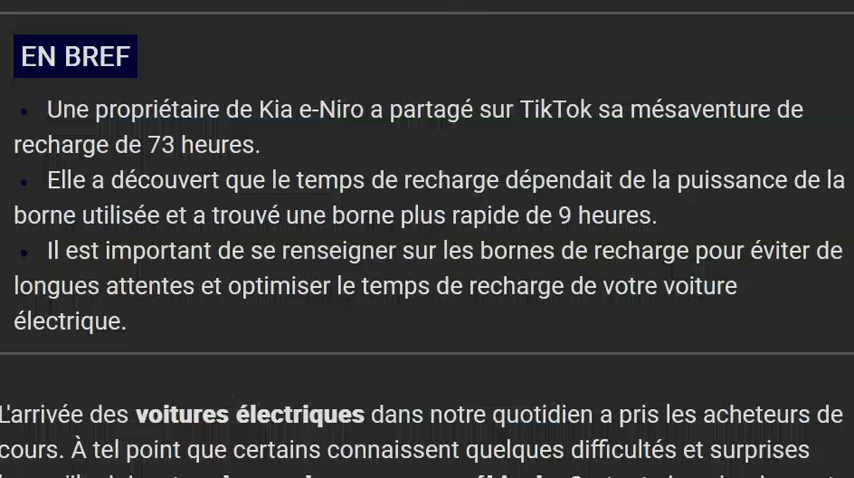 EN BREF
• Une propriétaire de Kia e-Niro a partagé sur TikTok sa mésaventure de
recharge de 73 heures.
• Elle a découvert que le temps de recharge dépendait de la puissance de la
borne utilisée et a trouvé une borne plus rapide de 9 heures.
• Il est important de se renseigner sur les bornes de recharge pour éviter de
longues attentes et optimiser le temps de recharge de votre voiture
électrique.
L'arrivée des voitures électriques dans notre quotidien a pris les acheteurs de
cours. À tel point que certains connaissent quelques difficultés et surprises